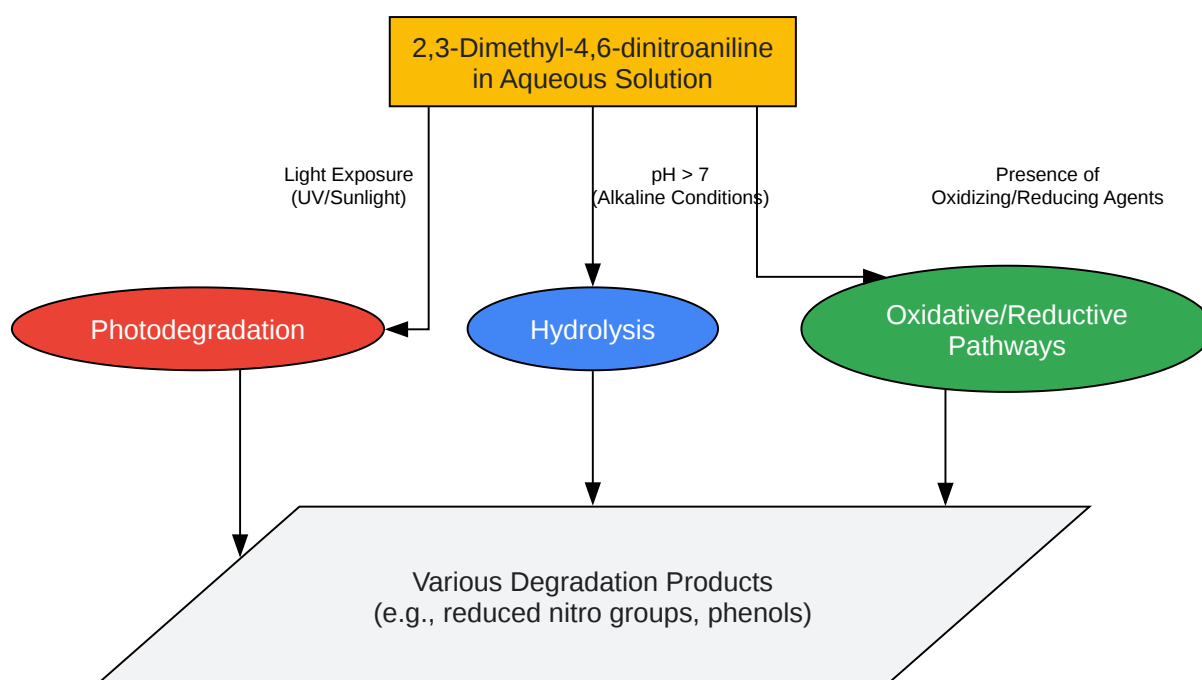 2,3-Dimethyl-4,6-dinitroaniline
in Aqueous Solution
Light Exposure
(UV/Sunlight)
pH > 7
(Alkaline Conditions)
Presence of
Oxidizing/Reducing Agents
Photodegradation
Hydrolysis
Oxidative/Reductive
Pathways
Various Degradation Products
(e.g., reduced nitro groups, phenols)